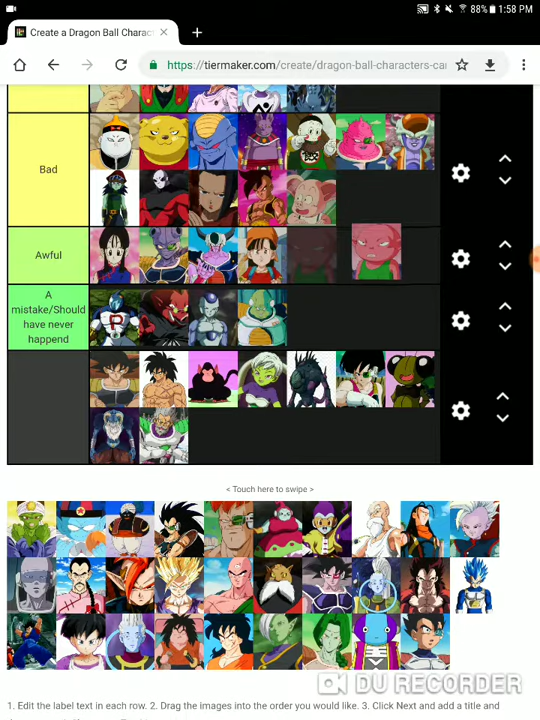 88% 1:58 PM
Create a Dragon Ball Charact
https://tiermaker.com/create/dragon-ball-characters-car
Bad
Awful
A
mistake/Should
have never
happend
< Touch here to swipe >
DU RECORDER
1. Edit the label text in each row. 2. Drag the images into the order you would like. 3. Click Next and add a title and